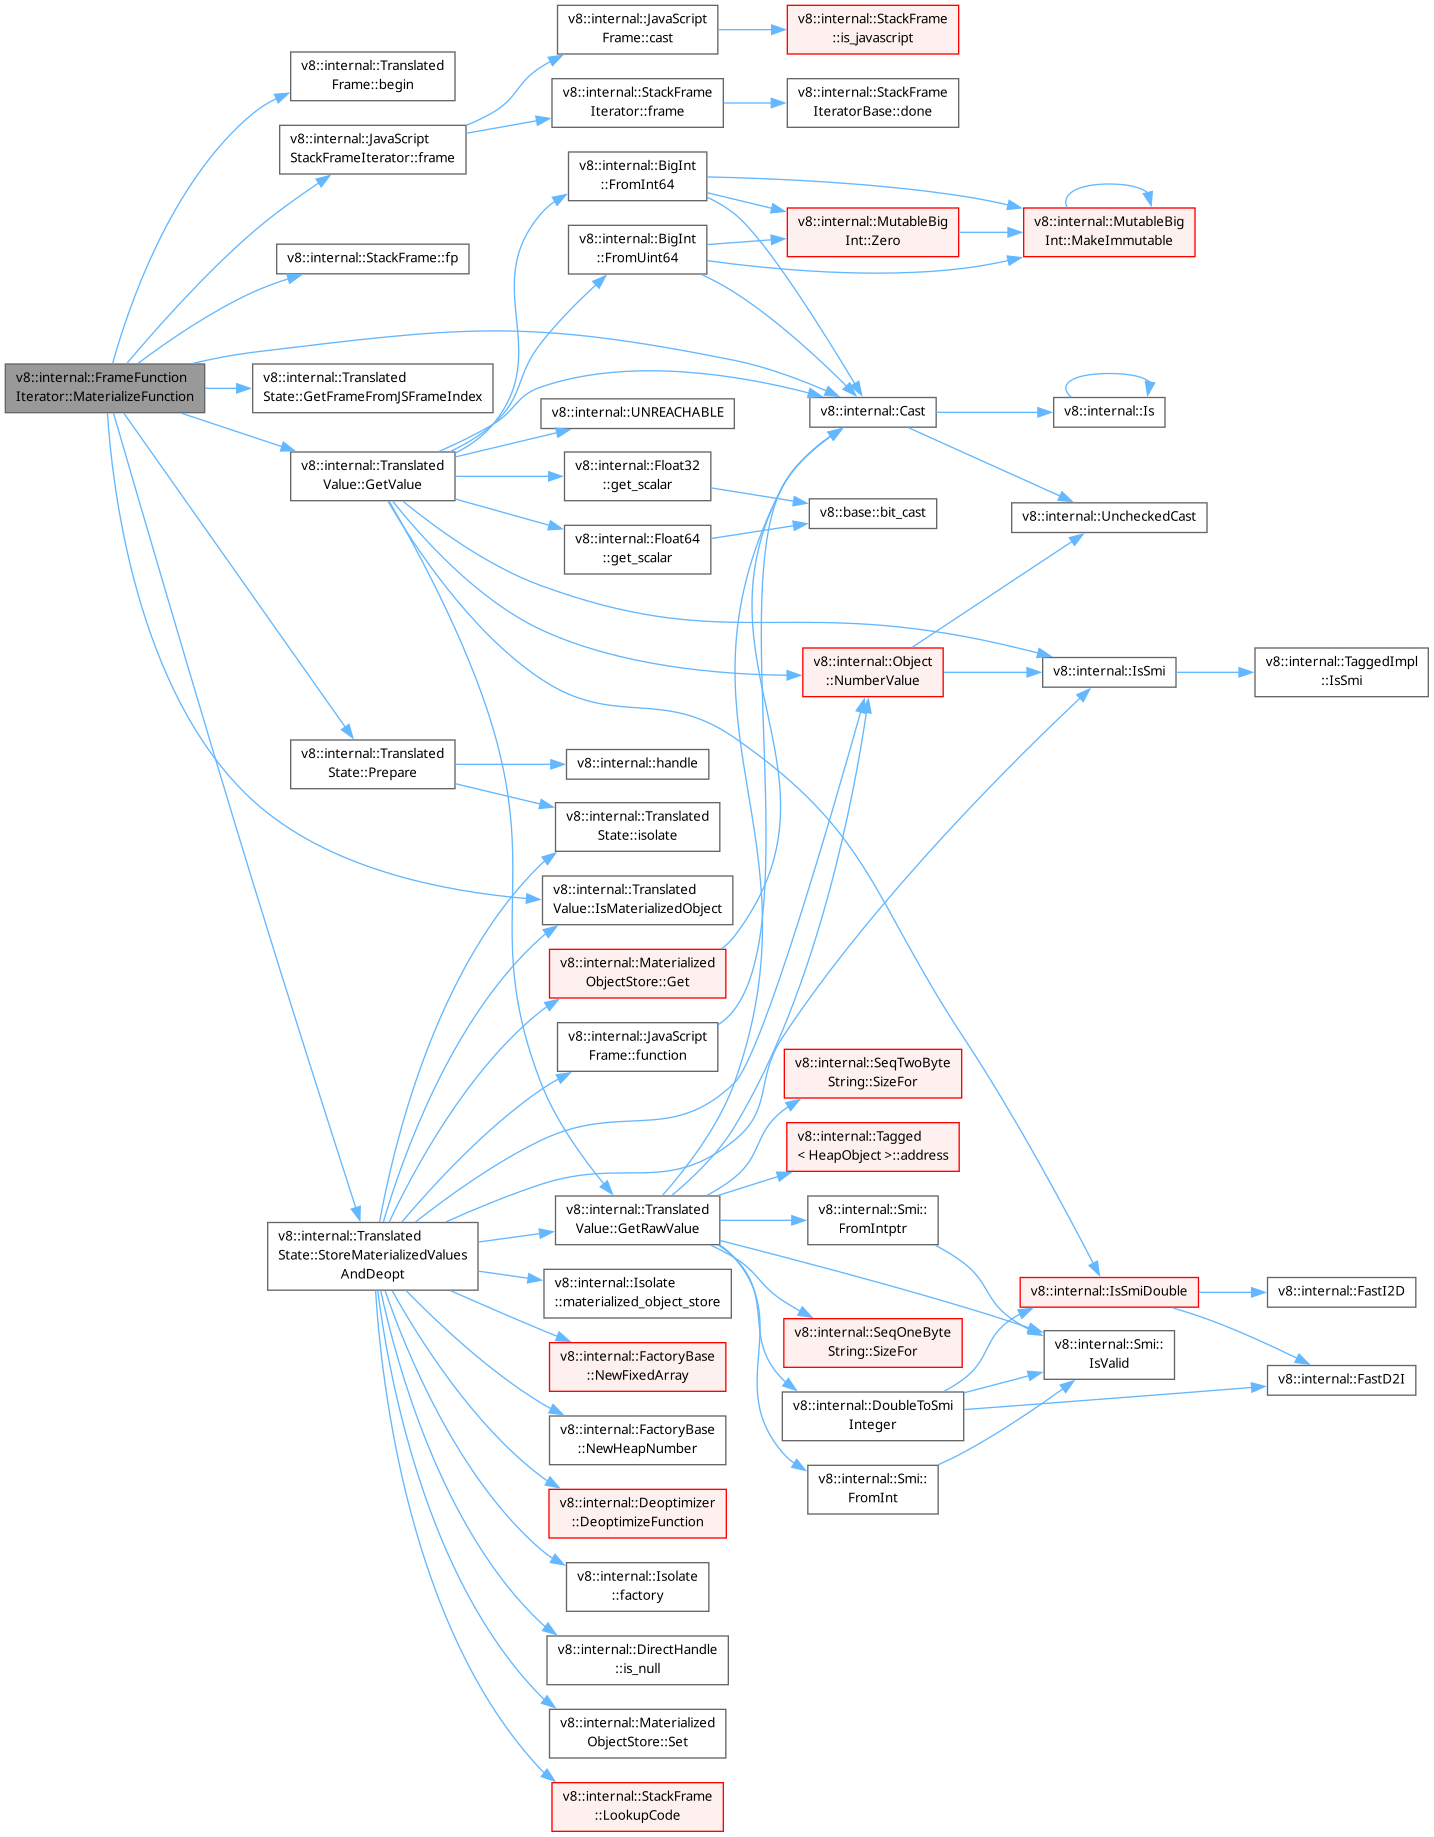 v8::internal::FrameFunction
Iterator::MaterializeFunction
v8::internal::Translated
Frame::begin
v8::internal::JavaScript
StackFrameIterator::frame
v8::internal::StackFrame::fp
v8::internal::Translated
State::GetFrameFromJSFrameIndex
v8::internal::Translated
Value::GetValue
v8::internal::Translated
State::Prepare
v8::internal::Translated
State::StoreMaterializedValues
AndDeopt
v8::internal::JavaScript
Frame::cast
v8::internal::StackFrame
Iterator::frame
v8::internal::BigInt
::FromInt64
v8::internal::BigInt
::FromUint64
v8::internal::UNREACHABLE
v8::internal::Float32
::get_scalar
v8::internal::Float64
::get_scalar
v8::internal::handle
v8::internal::Translated
State::isolate
v8::internal::Translated
Value::IsMaterializedObject
v8::internal::Materialized
ObjectStore::Get
v8::internal::JavaScript
Frame::function
v8::internal::Translated
Value::GetRawValue
v8::internal::Isolate
::materialized_object_store
v8::internal::FactoryBase
::NewFixedArray
v8::internal::FactoryBase
::NewHeapNumber
v8::internal::Deoptimizer
::DeoptimizeFunction
v8::internal::Isolate
::factory
v8::internal::DirectHandle
::is_null
v8::internal::Materialized
ObjectStore::Set
v8::internal::StackFrame
::LookupCode
v8::internal::StackFrame
::is_javascript
v8::internal::StackFrame
IteratorBase::done
v8::internal::MutableBig
Int::Zero
v8::internal::Cast
v8::base::bit_cast
v8::internal::Object
::NumberValue
v8::internal::SeqTwoByte
String::SizeFor
v8::internal::Tagged
< HeapObject >::address
v8::internal::Smi::
FromIntptr
v8::internal::SeqOneByte
String::SizeFor
v8::internal::DoubleToSmi
Integer
v8::internal::Smi::
FromInt
v8::internal::MutableBig
Int::MakeImmutable
v8::internal::Is
v8::internal::UncheckedCast
v8::internal::IsSmi
v8::internal::IsSmiDouble
v8::internal::Smi::
IsValid
v8::internal::TaggedImpl
::IsSmi
v8::internal::FastI2D
v8::internal::FastD2I